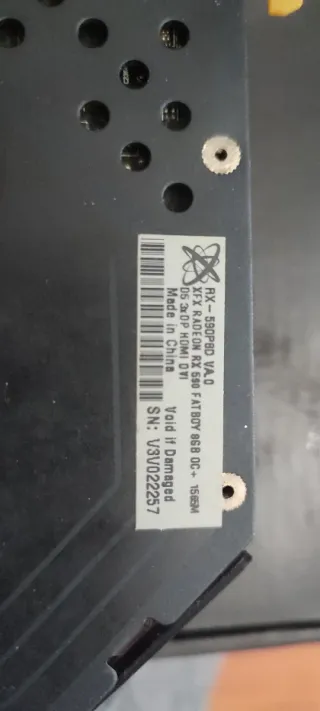 RX-590P8D VA.0
XFX RADEON RX 590 FATBOY 8GB OC+ 1565M
D5 3xDP HDMI DVI
Made in China Void if Damaged
SN: V3V022257